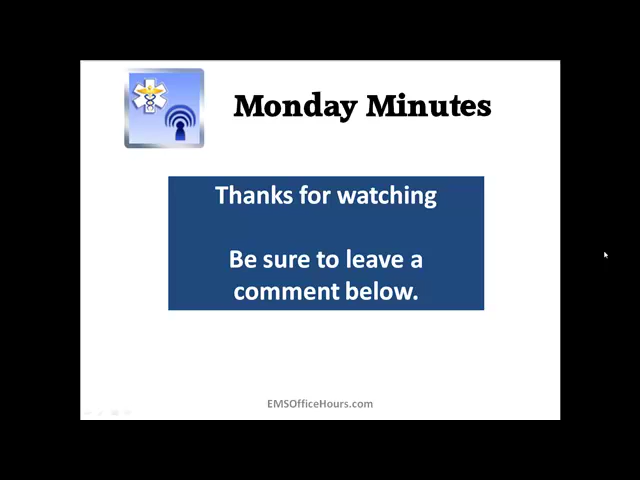 Monday Minutes
Thanks for watching
Be sure to leave a
comment below.
EMSOfficeHours.com